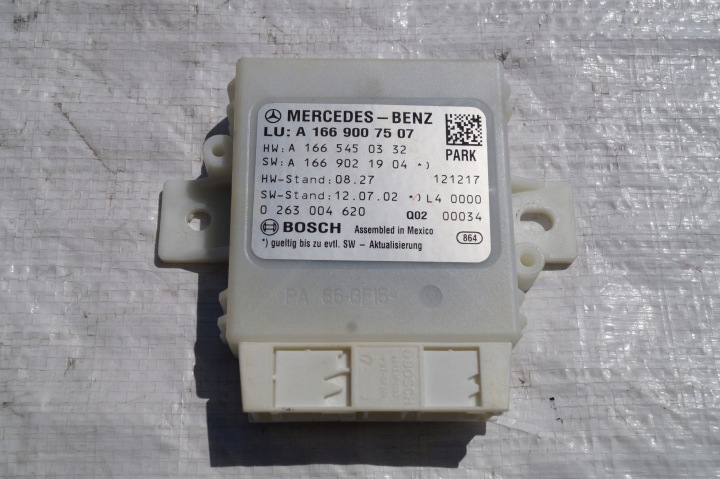 MERCEDES-BENZ
LU: A 166 900 75 07
HW: A 166 545 03 32
SW: A 166 902 19 04 *)
PARK
HW-Stand: 08.27 121217
SW-Stand: 12.07.02 *) L4 0000
0 263 004 620 Q02 00034
BOSCH Assembled in Mexico
*) gueltig bis zu evtl. SW - Aktualisierung 864
PA 66-GF15
BOSCH